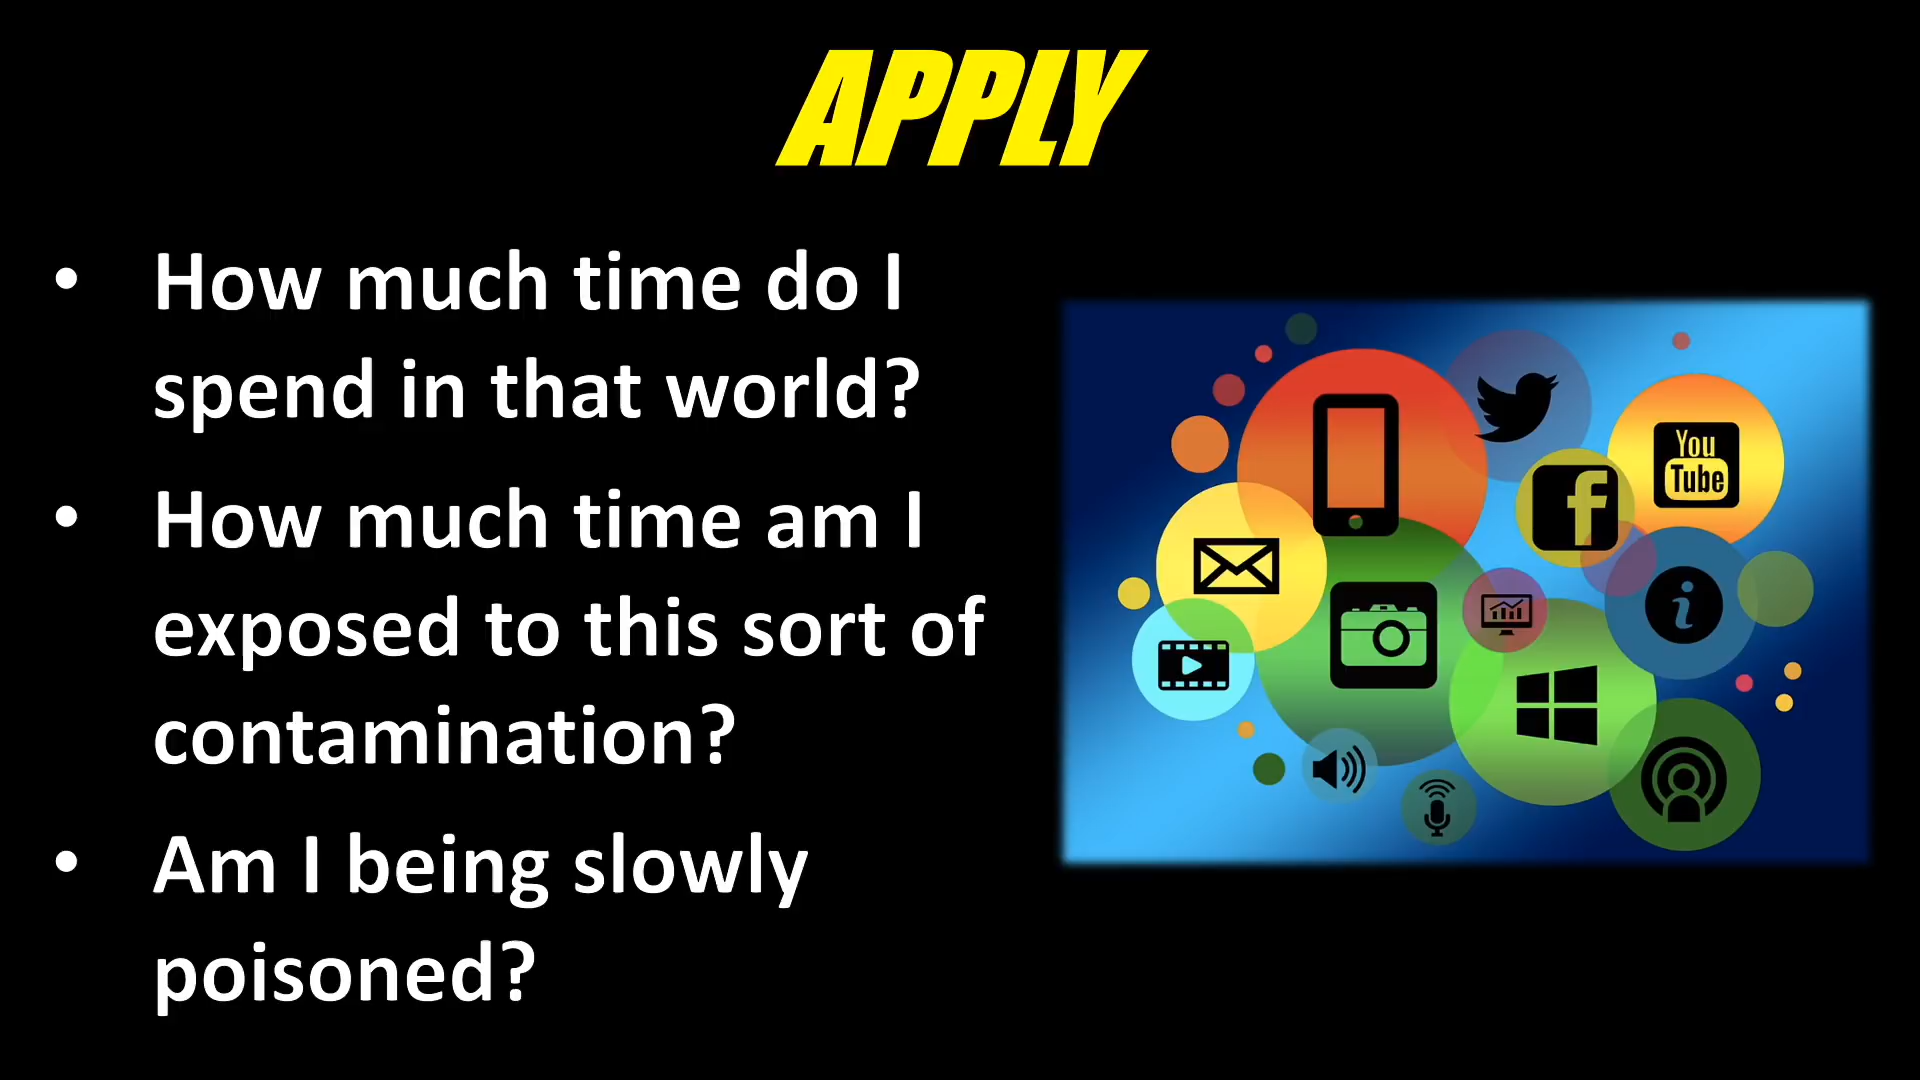 APPLY
• How much time do I
spend in that world?
• How much time am I
exposed to this sort of
contamination?
• Am I being slowly
poisoned?
You
Tube
f
i